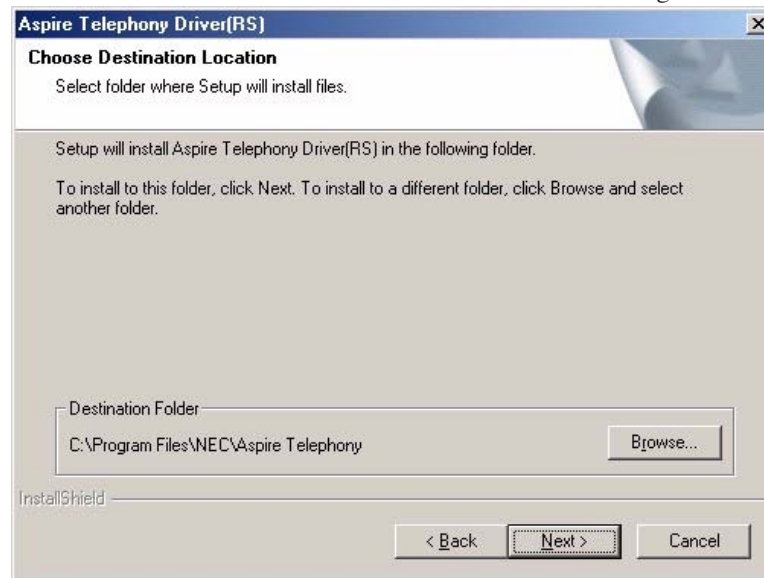 Aspire Telephony Driver(RS)
Choose Destination Location
Select folder where Setup will install files.
Setup will install Aspire Telephony Driver(RS) in the following folder.
To install to this folder, click Next. To install to a different folder, click Browse and select
another folder.
Destination Folder
C:\Program Files\NEC\Aspire Telephony
Browse...
InstallShield
< Back
Next >
Cancel